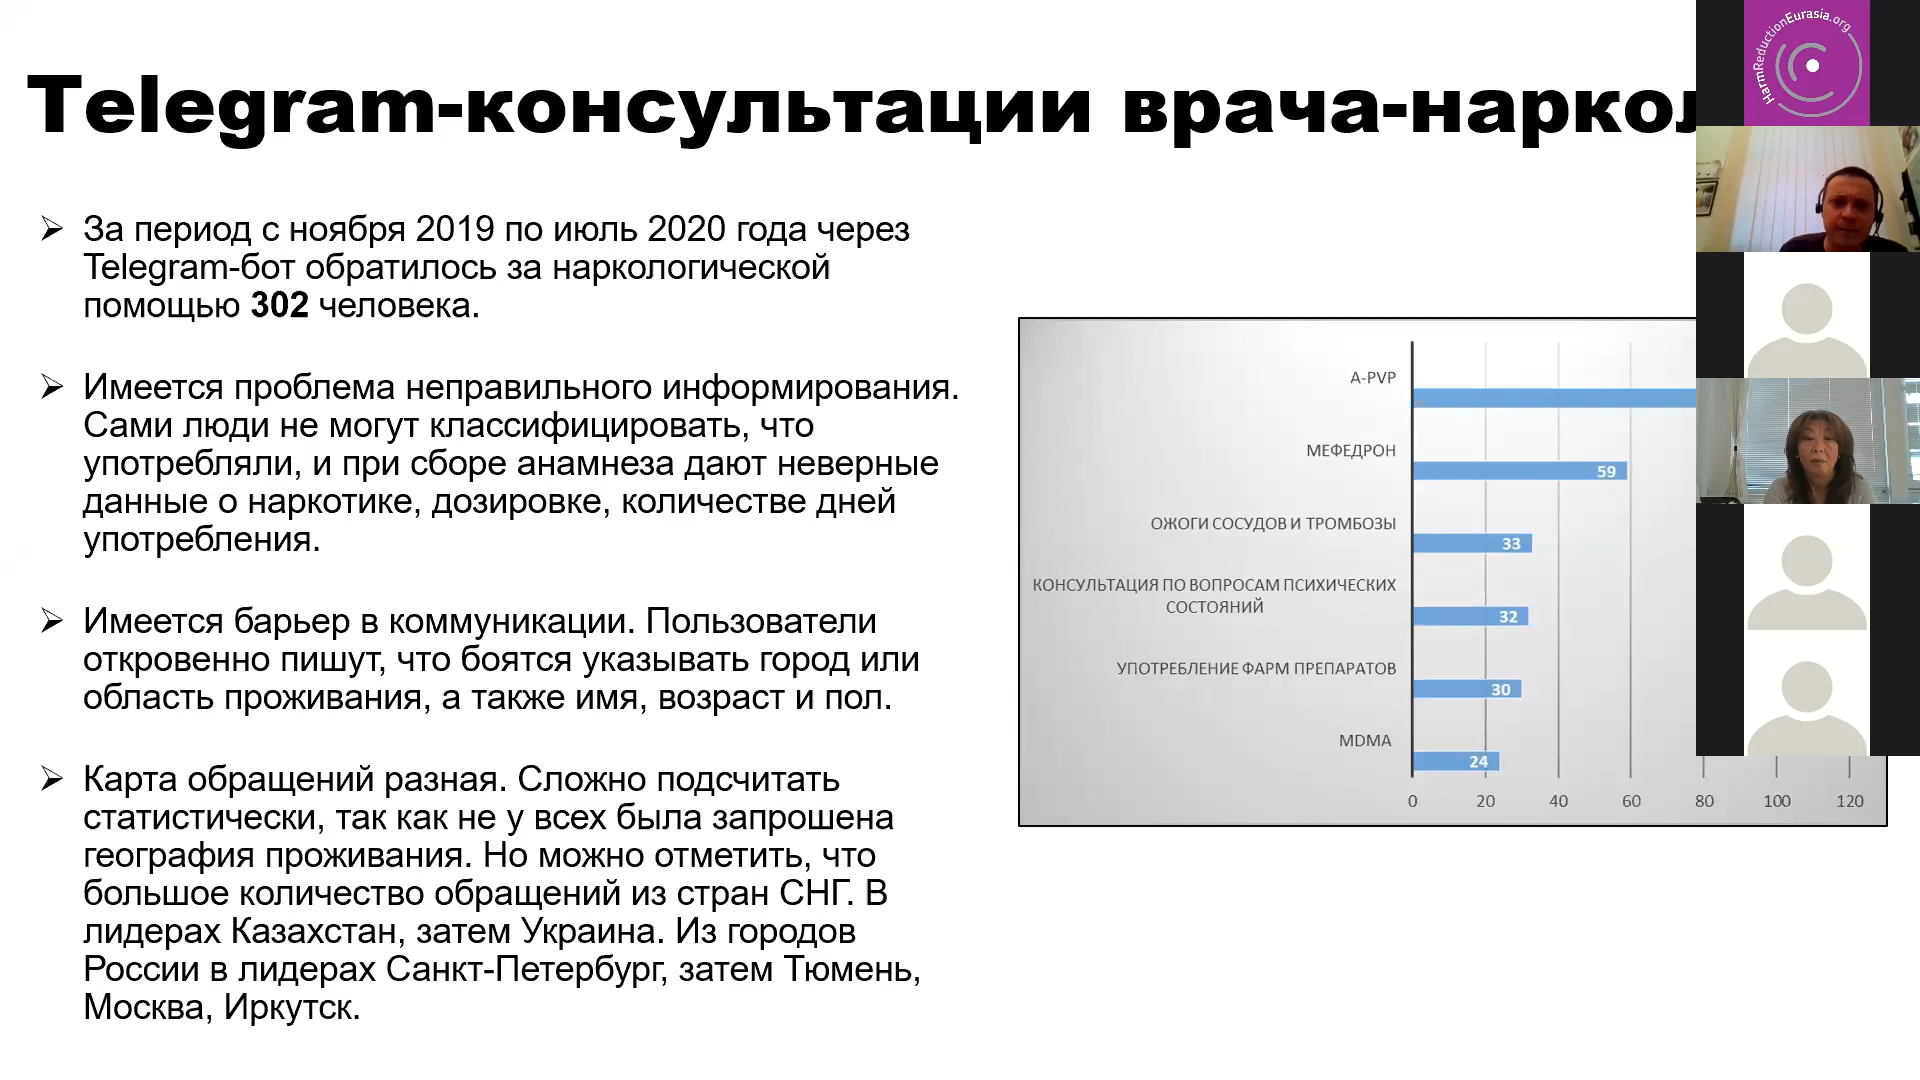 Telegram-консультации врача-нарко
За период с ноября 2019 по июль 2020 года через
Telegram-бот обратилось за наркологической
помощью 302 человека.
Имеется проблема неправильного информирования.
Сами люди не могут классифицировать, что
употребляли, и при сборе анамнеза дают неверные
данные о наркотике, дозировке, количестве дней
употребления.
Имеется барьер в коммуникации. Пользователи
откровенно пишут, что боятся указывать город или
область проживания, а также имя, возраст и пол.
Карта обращений разная. Сложно подсчитать
статистически, так как не у всех была запрошена
география проживания. Но можно отметить, что
большое количество обращений из стран СНГ. В
лидерах Казахстан, затем Украина. Из городов
России в лидерах Санкт-Петербург, затем Тюмень,
Москва, Иркутск.
A-PVP
МЕФЕДРОН
59
ОЖОГИ СОСУДОВ И ТРОМБОЗЫ
33
КОНСУЛЬТАЦИЯ ПО ВОПРОСАМ ПСИХИЧЕСКИХ
СОСТОЯНИЙ
32
УПОТРЕБЛЕНИЕ ФАРМ ПРЕПАРАТОВ
30
MDMA
24
0 20 40 60 80 100 120
HarmReductionEurasia.org